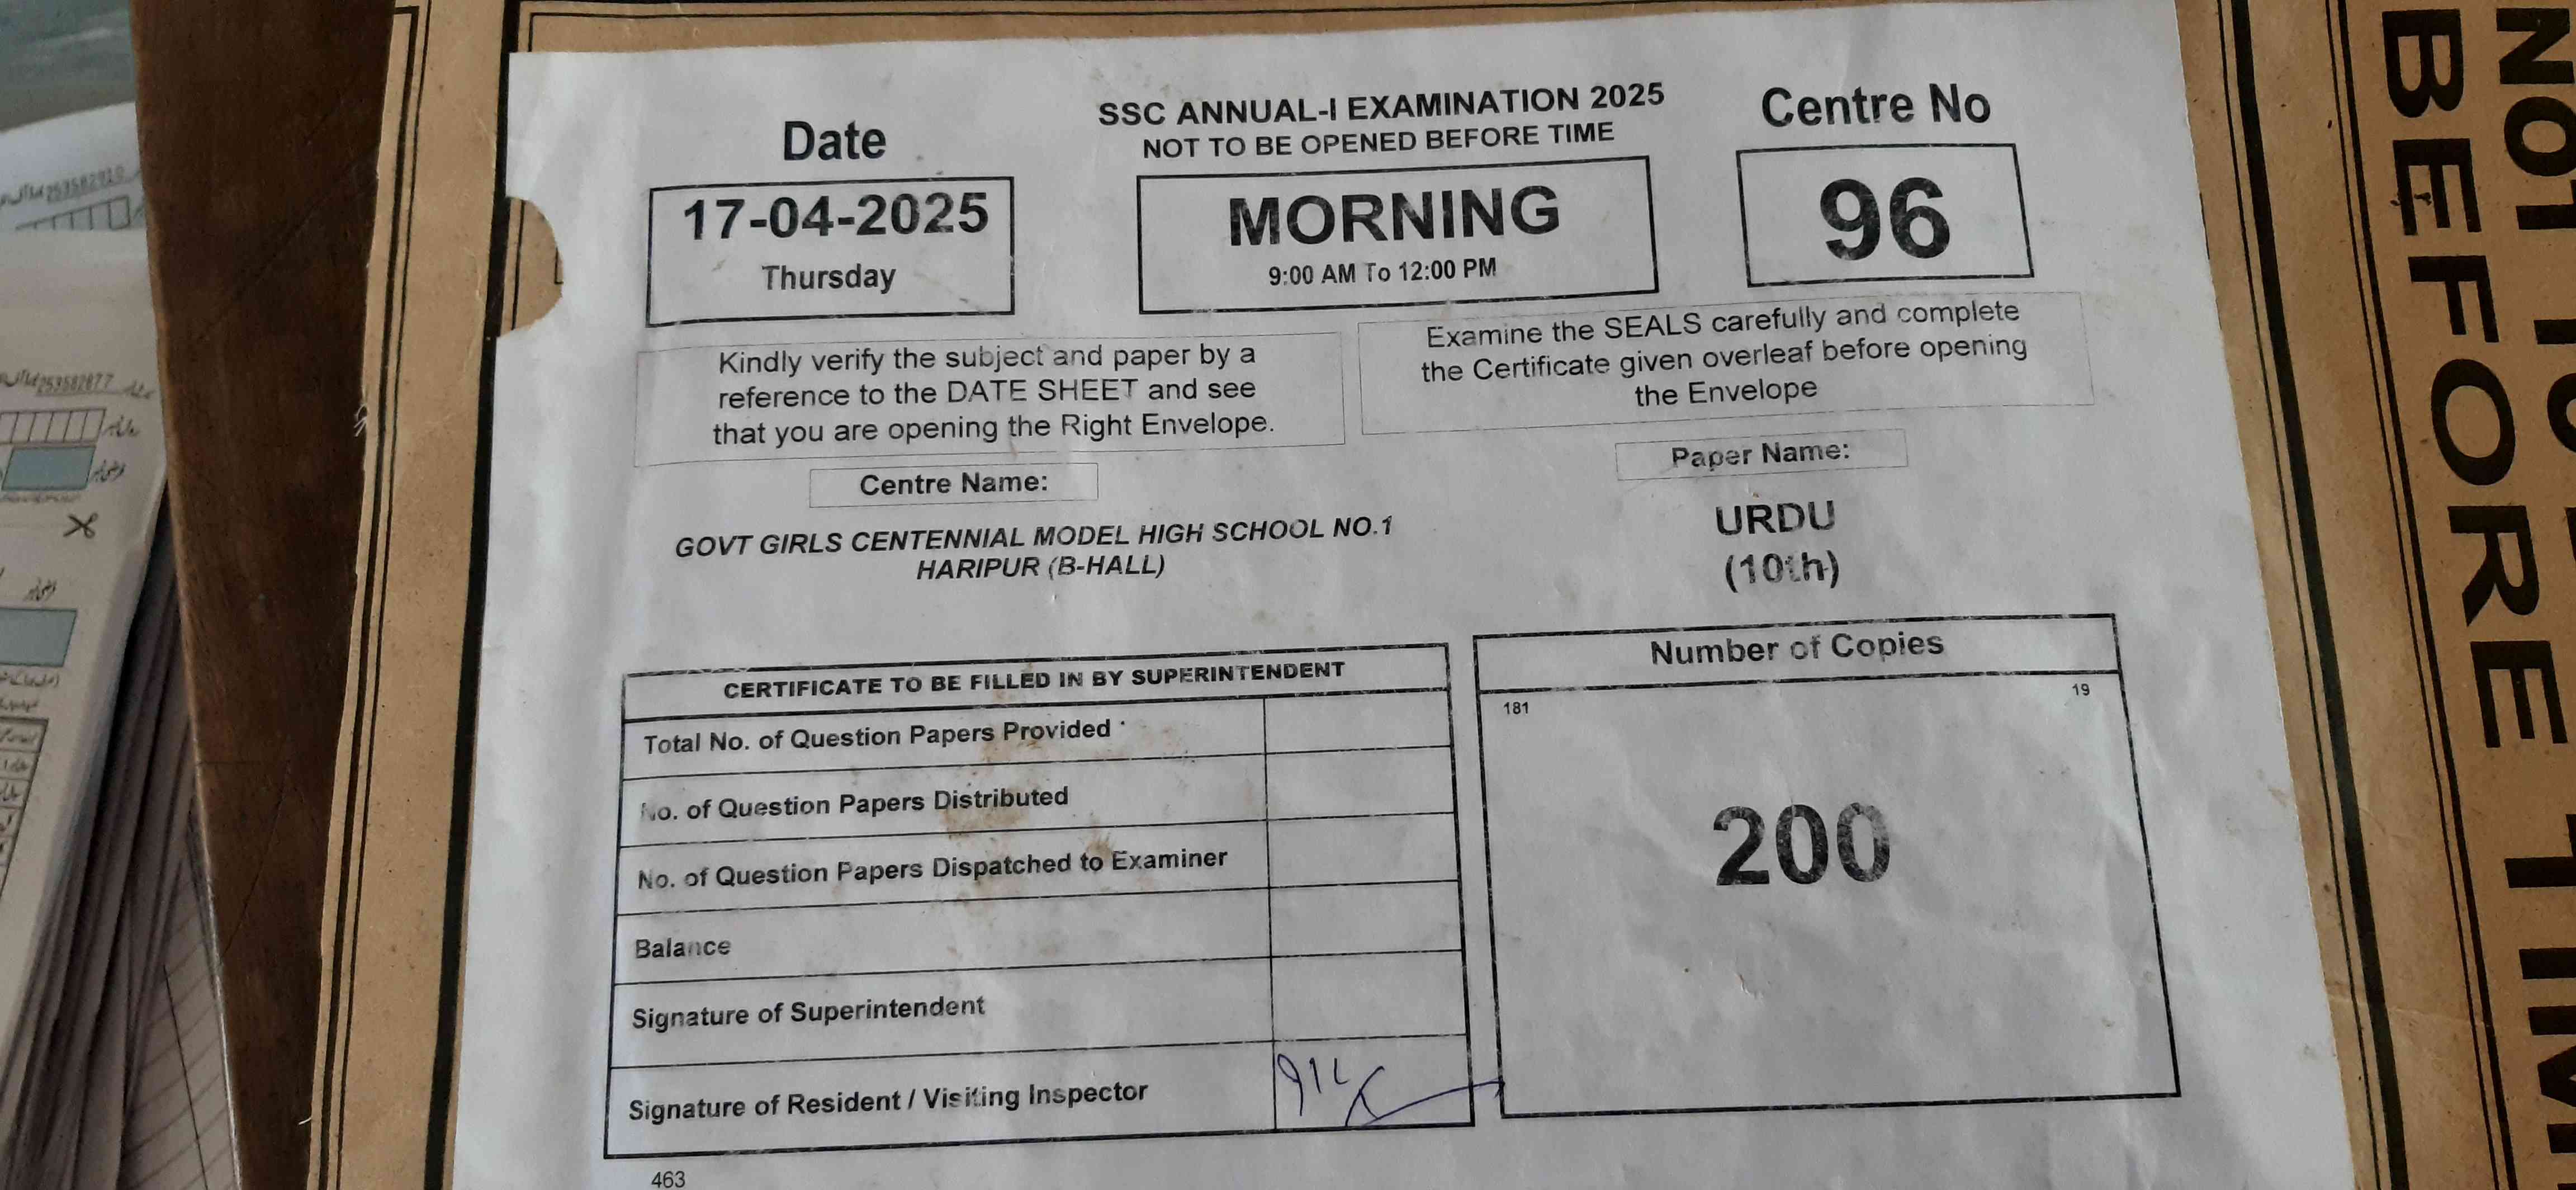 SSC ANNUAL-I EXAMINATION 2025
NOT TO BE OPENED BEFORE TIME
Date
17-04-2025
Thursday
MORNING
9:00 AM To 12:00 PM
Centre No
96
Kindly verify the subject and paper by a
reference to the DATE SHEET and see
that you are opening the Right Envelope.
Examine the SEALS carefully and complete
the Certificate given overleaf before opening
the Envelope
Centre Name:
GOVT GIRLS CENTENNIAL MODEL HIGH SCHOOL NO.1
HARIPUR (B-HALL)
Paper Name:
URDU
(10th)
CERTIFICATE TO BE FILLED IN BY SUPERINTENDENT
Total No. of Question Papers Provided
No. of Question Papers Distributed
No. of Question Papers Dispatched to Examiner
Balance
Signature of Superintendent
Signature of Resident / Visiting Inspector
Number of Copies
181
19
200
463
NOT
BEFORE
253582910
253582877